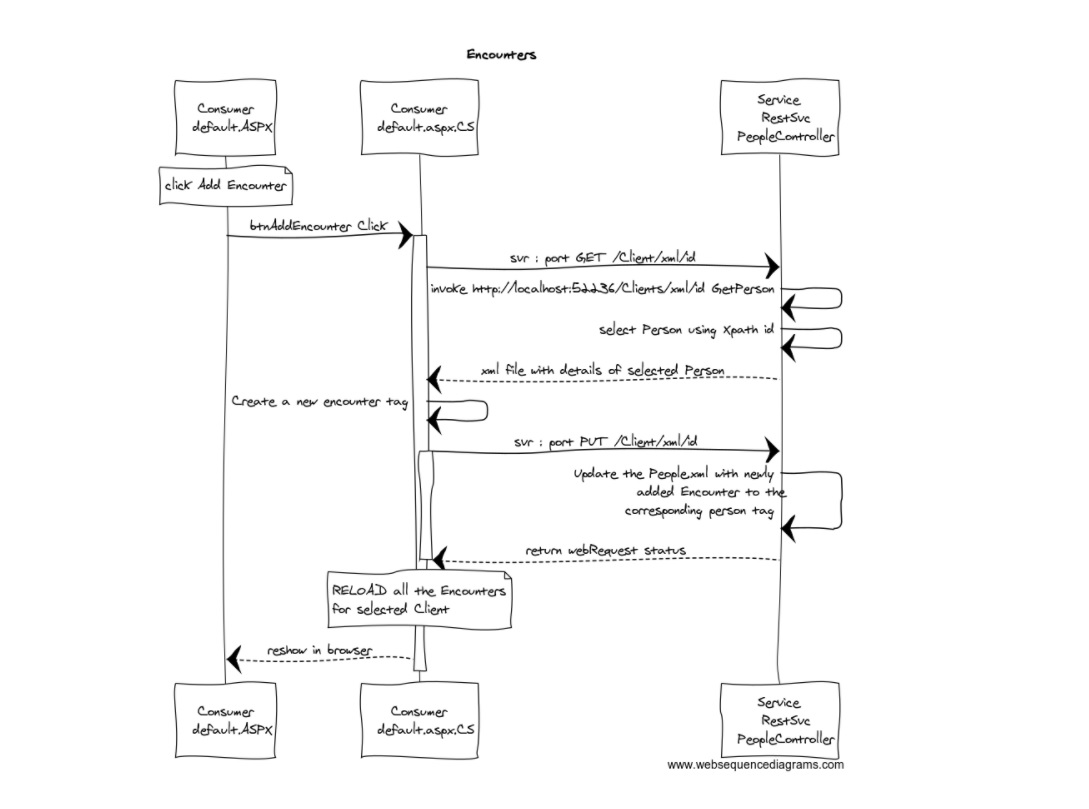 Encounters
Consumer
default.ASPX
Consumer
default.aspx.CS
Service
RestSvc
PeopleController
click Add Encounter
btnAddEncounter Click
svr : port GET /Client/xml/id
invoke http://localhost:52236/Clients/xml/id GetPerson
select Person using Xpath id
xml file with details of selected Person
Create a new encounter tag
svr : port PUT /Client/xml/id
Update the People.xml with newly
added Encounter to the
corresponding person tag
return webRequest status
RELOAD all the Encounters
for selected Client
reshow in browser
Consumer
default.ASPX
Consumer
default.aspx.CS
Service
RestSvc
PeopleController
www.websequencediagrams.com